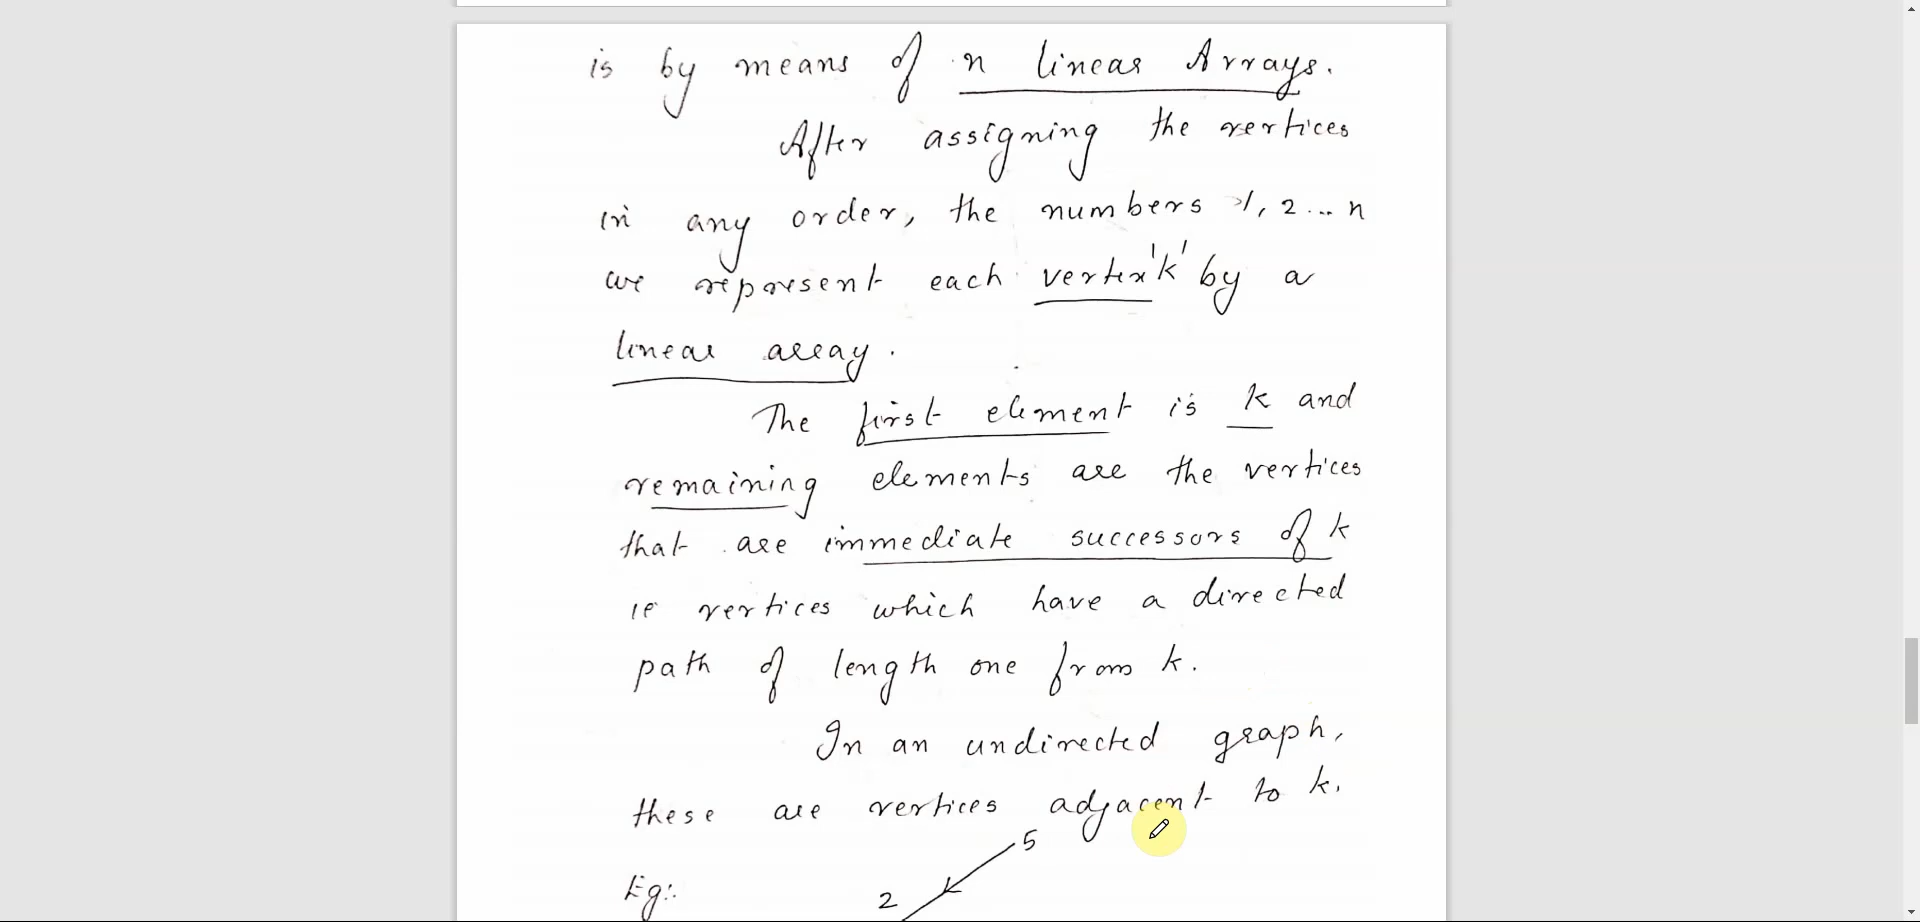 is by means of n linear Arrays.
After assigning the vertices
in any order, the numbers 1, 2 ... n
we represent each vertex 'k' by a
linear array.
The first element is k and
remaining elements are the vertices
that are immediate successors of k
ie vertices which have a directed
path of length one from k.
In an undirected graph,
these are vertices adjacent to k.
5
Eg:.
2